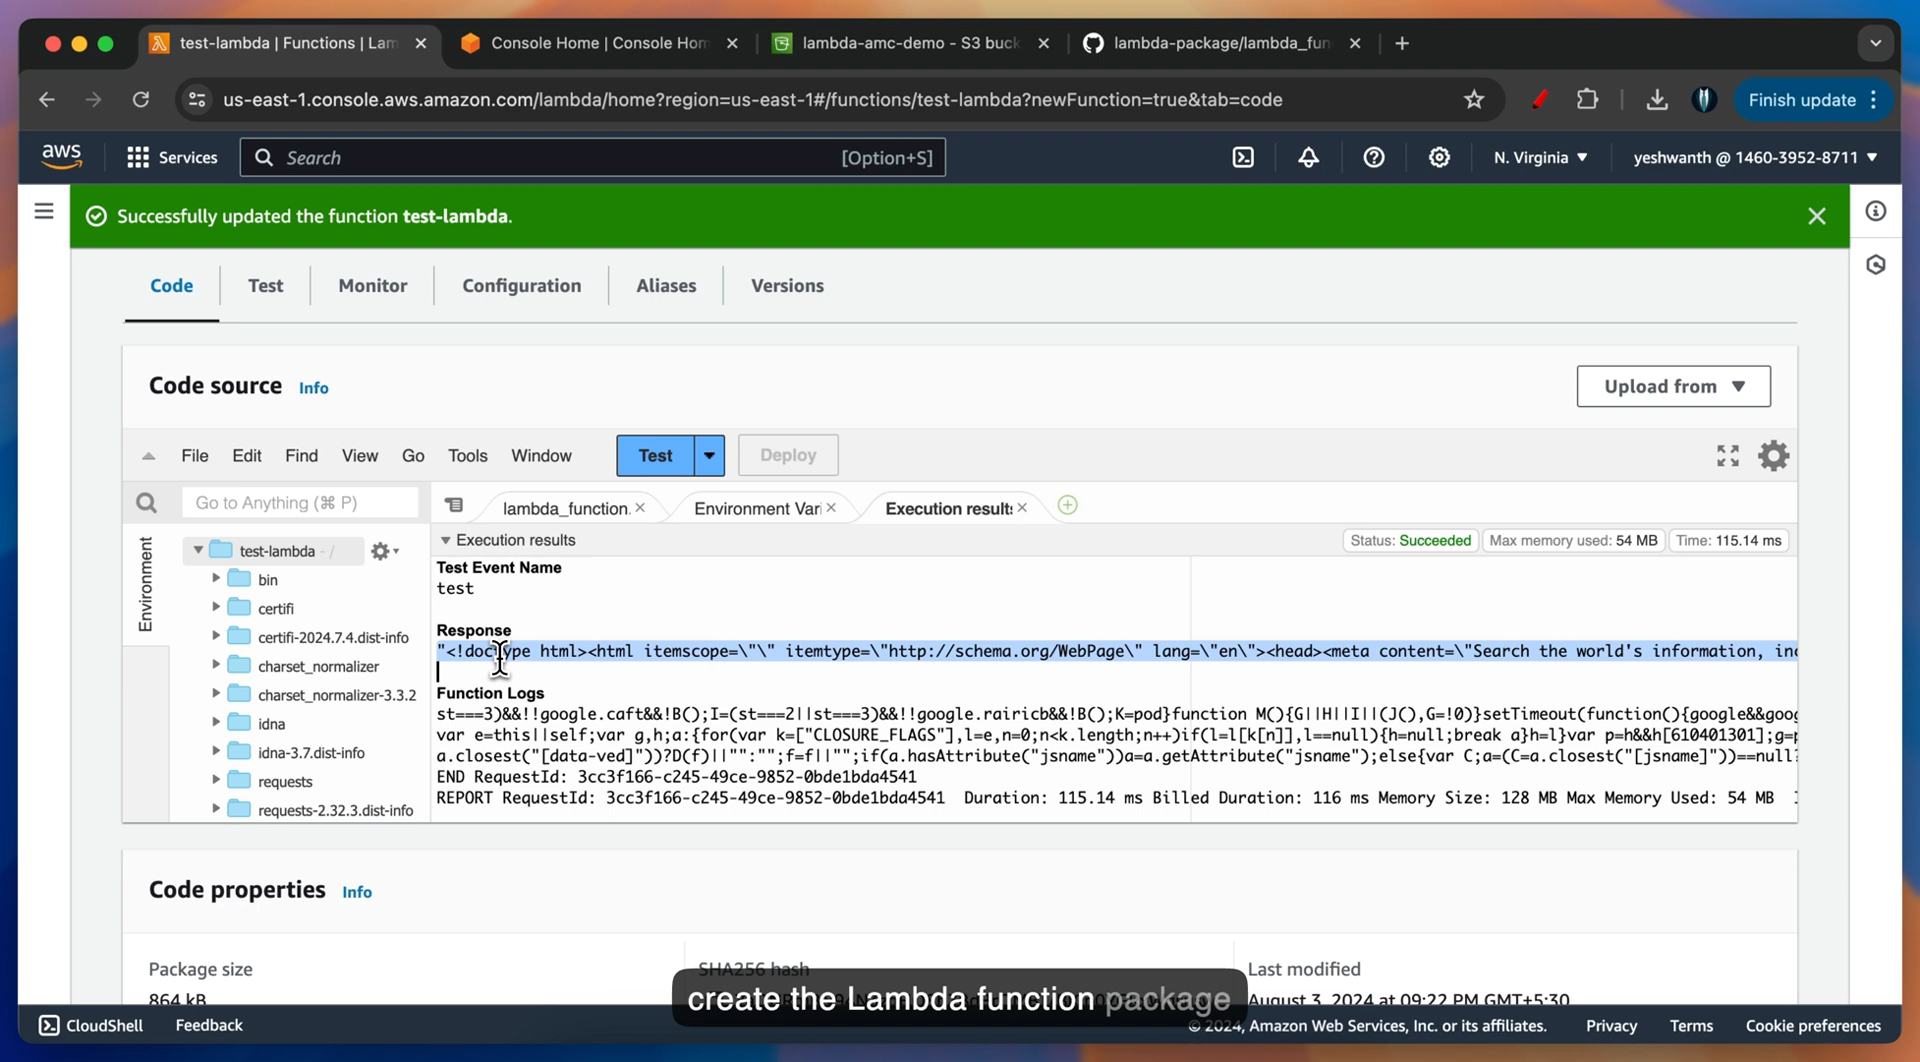 test-lambda | Functions | Lam
Console Home | Console Hom
lambda-amc-demo - S3 buck
lambda-package/lambda_fun
us-east-1.console.aws.amazon.com/lambda/home?region=us-east-1#/functions/test-lambda?newFunction=true&tab=code
Finish update
aws
Services
Search
[Option+S]
N. Virginia
yeshwanth @ 1460-3952-8711
Successfully updated the function test-lambda.
Code
Test
Monitor
Configuration
Aliases
Versions
Code source Info
Upload from
File
Edit
Find
View
Go
Tools
Window
Test
Deploy
Go to Anything (⌘ P)
lambda_function.
Environment Vari
Execution results
Environment
test-lambda - /
bin
certifi
certifi-2024.7.4.dist-info
charset_normalizer
charset_normalizer-3.3.2
idna
idna-3.7.dist-info
requests
requests-2.32.3.dist-info
Execution results
Status: Succeeded
Max memory used: 54 MB
Time: 115.14 ms
Test Event Name
test
Response
"<!doctype html><html itemscope=\"\" itemtype=\"http://schema.org/WebPage\" lang=\"en\"><head><meta content=\"Search the world's information, inc
Function Logs
st===3)&&!!google.caft&&!B();I=(st===2||st===3)&&!!google.rairicb&&!B();K=pod}function M(){G||H||I||(J(),G=!0)}setTimeout(function(){google&&goog
var e=this||self;var g,h;a:{for(var k=["CLOSURE_FLAGS"],l=e,n=0;n<k.length;n++)if(l=l[k[n]],l==null){h=null;break a}h=l}var p=h&&h[610401301];g=p
a.closest("[data-ved]"))?D(f)||"":"";f=f||"";if(a.hasAttribute("jsname"))a=a.getAttribute("jsname");else{var C;a=(C=a.closest("[jsname]"))==null?
END RequestId: 3cc3f166-c245-49ce-9852-0bde1bda4541
REPORT RequestId: 3cc3f166-c245-49ce-9852-0bde1bda4541 Duration: 115.14 ms Billed Duration: 116 ms Memory Size: 128 MB Max Memory Used: 54 MB
Code properties Info
Package size
864 kB
SHA256 hash
Last modified
August 3, 2024 at 09:22 PM GMT+5:30
create the Lambda function package
CloudShell
Feedback
© 2024, Amazon Web Services, Inc. or its affiliates.
Privacy
Terms
Cookie preferences